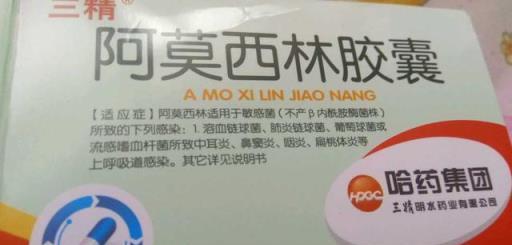 三精®
阿莫西林胶囊
A MO XI LIN JIAO NANG
【适应症】阿莫西林适用于敏感菌（不产β内酰胺酶菌株）
所致的下列感染：1. 溶血链球菌、肺炎链球菌、葡萄球菌或
流感嗜血杆菌所致中耳炎、鼻窦炎、咽炎、扁桃体炎等
上呼吸道感染。其它详见说明书
HPGC
哈药集团
三精明水药业有限公司